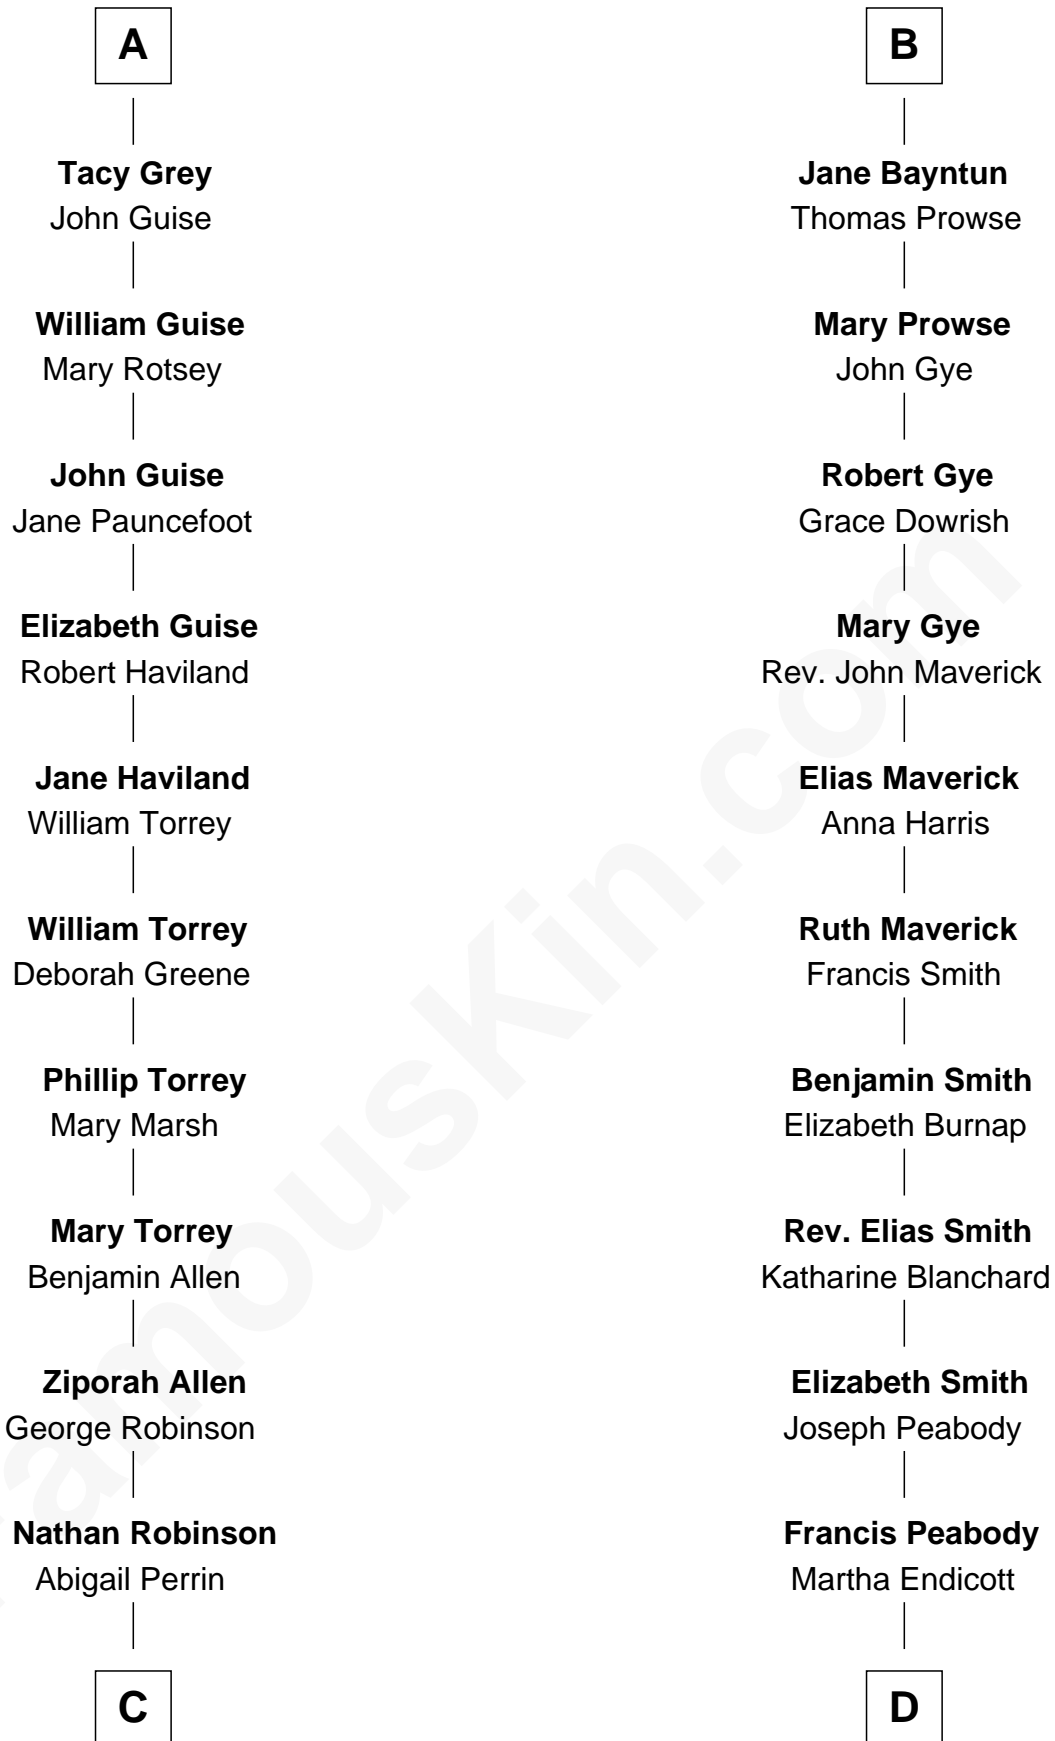 A
Tacy Grey
John Guise
William Guise
Mary Rotsey
John Guise
Jane Pauncefoot
Elizabeth Guise
Robert Haviland
Jane Haviland
William Torrey
William Torrey
Deborah Greene
Phillip Torrey
Mary Marsh
Mary Torrey
Benjamin Allen
Ziporah Allen
George Robinson
Nathan Robinson
Abigail Perrin
C
B
Jane Bayntun
Thomas Prowse
Mary Prowse
John Gye
Robert Gye
Grace Dowrish
Mary Gye
Rev. John Maverick
Elias Maverick
Anna Harris
Ruth Maverick
Francis Smith
Benjamin Smith
Elizabeth Burnap
Rev. Elias Smith
Katharine Blanchard
Elizabeth Smith
Joseph Peabody
Francis Peabody
Martha Endicott
D
FamousKin.com